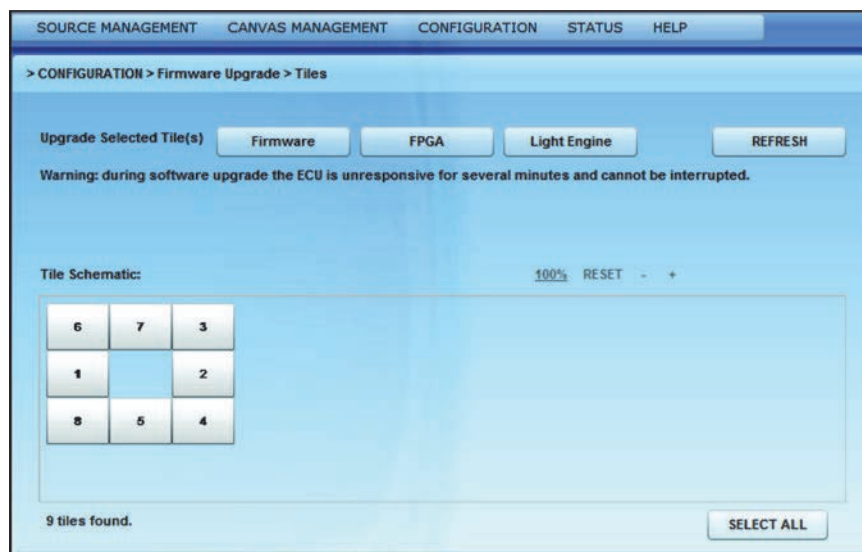 SOURCE MANAGEMENT CANVAS MANAGEMENT CONFIGURATION STATUS HELP
> CONFIGURATION > Firmware Upgrade > Tiles
Upgrade Selected Tile(s) Firmware FPGA Light Engine REFRESH
Warning: during software upgrade the ECU is unresponsive for several minutes and cannot be interrupted.
Tile Schematic: 100% RESET - +
6 7 3
1 2
8 5 4
9 tiles found. SELECT ALL